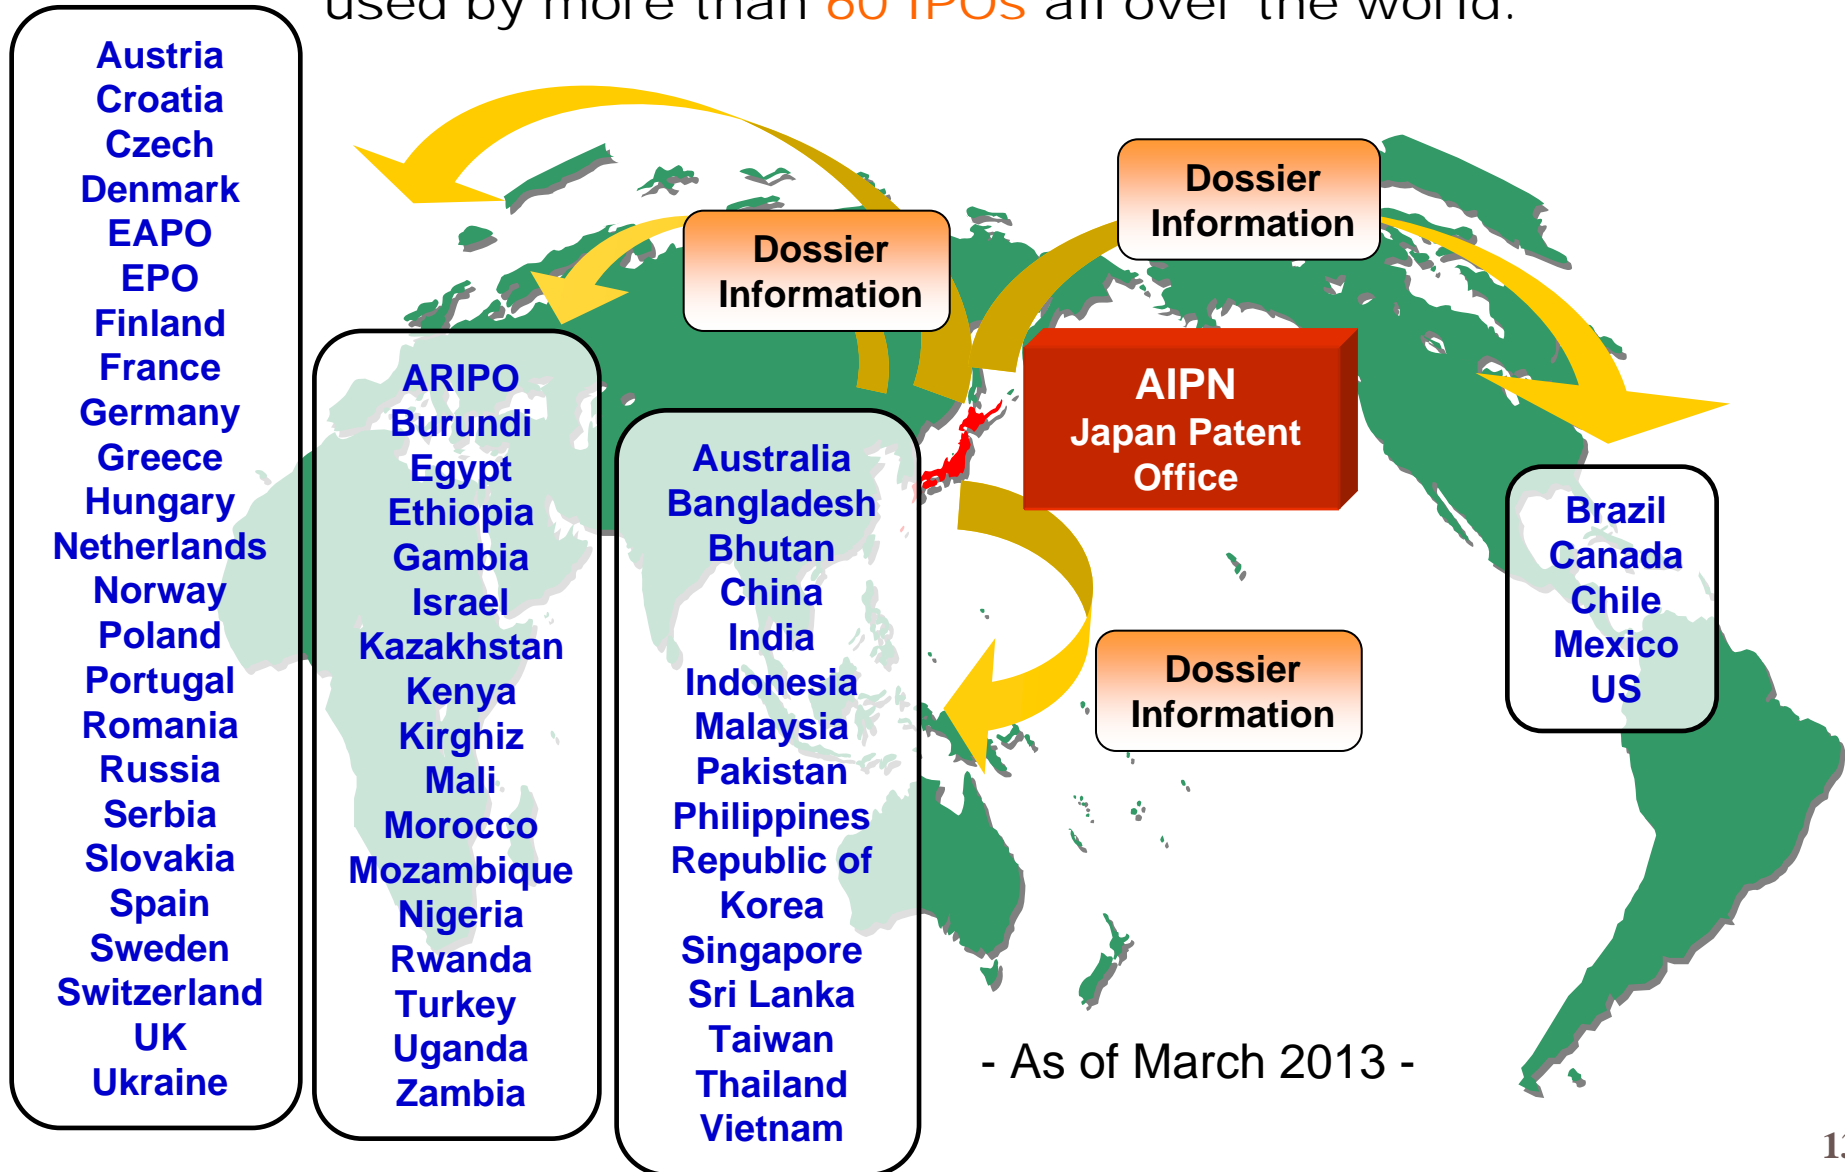 used by more than 60 IPOs all over the world.
Austria
Croatia
Czech
Denmark
EAPO
EPO
Finland
France
Germany
Greece
Hungary
Netherlands
Norway
Poland
Portugal
Romania
Russia
Serbia
Slovakia
Spain
Sweden
Switzerland
UK
Ukraine
ARIPO
Burundi
Egypt
Ethiopia
Gambia
Israel
Kazakhstan
Kenya
Kirghiz
Mali
Morocco
Mozambique
Nigeria
Rwanda
Turkey
Uganda
Zambia
Dossier
Information
Australia
Bangladesh
Bhutan
China
India
Indonesia
Malaysia
Pakistan
Philippines
Republic of
Korea
Singapore
Sri Lanka
Taiwan
Thailand
Vietnam
Dossier
Information
AIPN
Japan Patent
Office
Dossier
Information
Brazil
Canada
Chile
Mexico
US
- As of March 2013 -